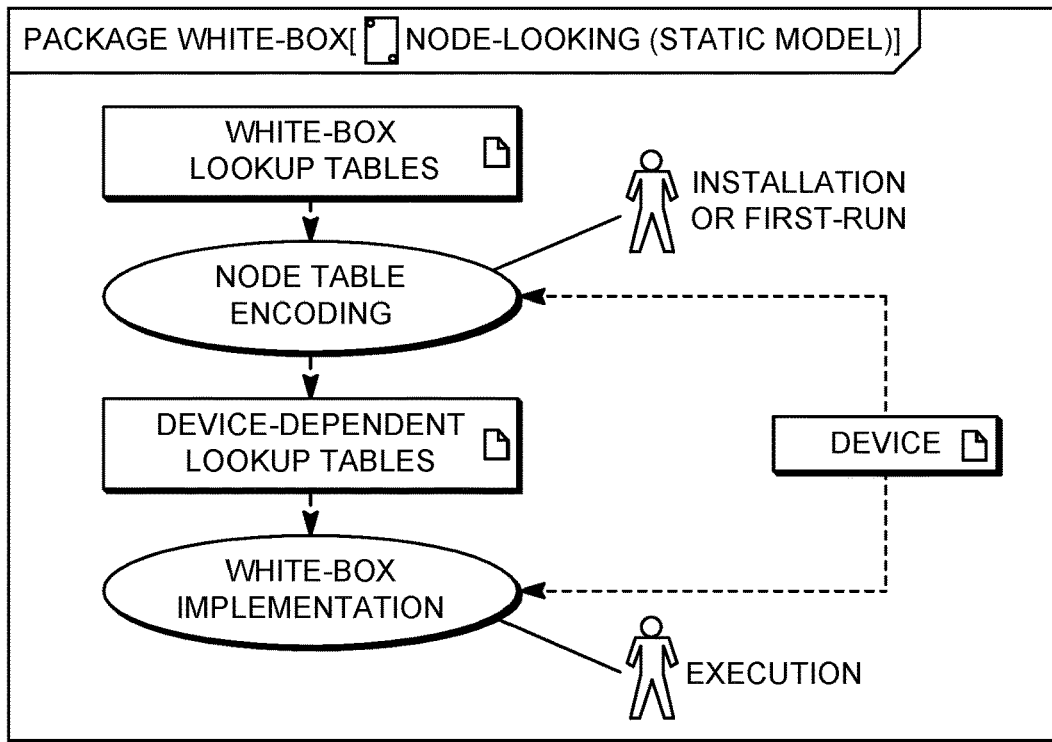 PACKAGE WHITE-BOX[ NODE-LOOKING (STATIC MODEL)]
WHITE-BOX
LOOKUP TABLES
INSTALLATION
OR FIRST-RUN
NODE TABLE
ENCODING
DEVICE-DEPENDENT
LOOKUP TABLES
DEVICE
WHITE-BOX
IMPLEMENTATION
EXECUTION